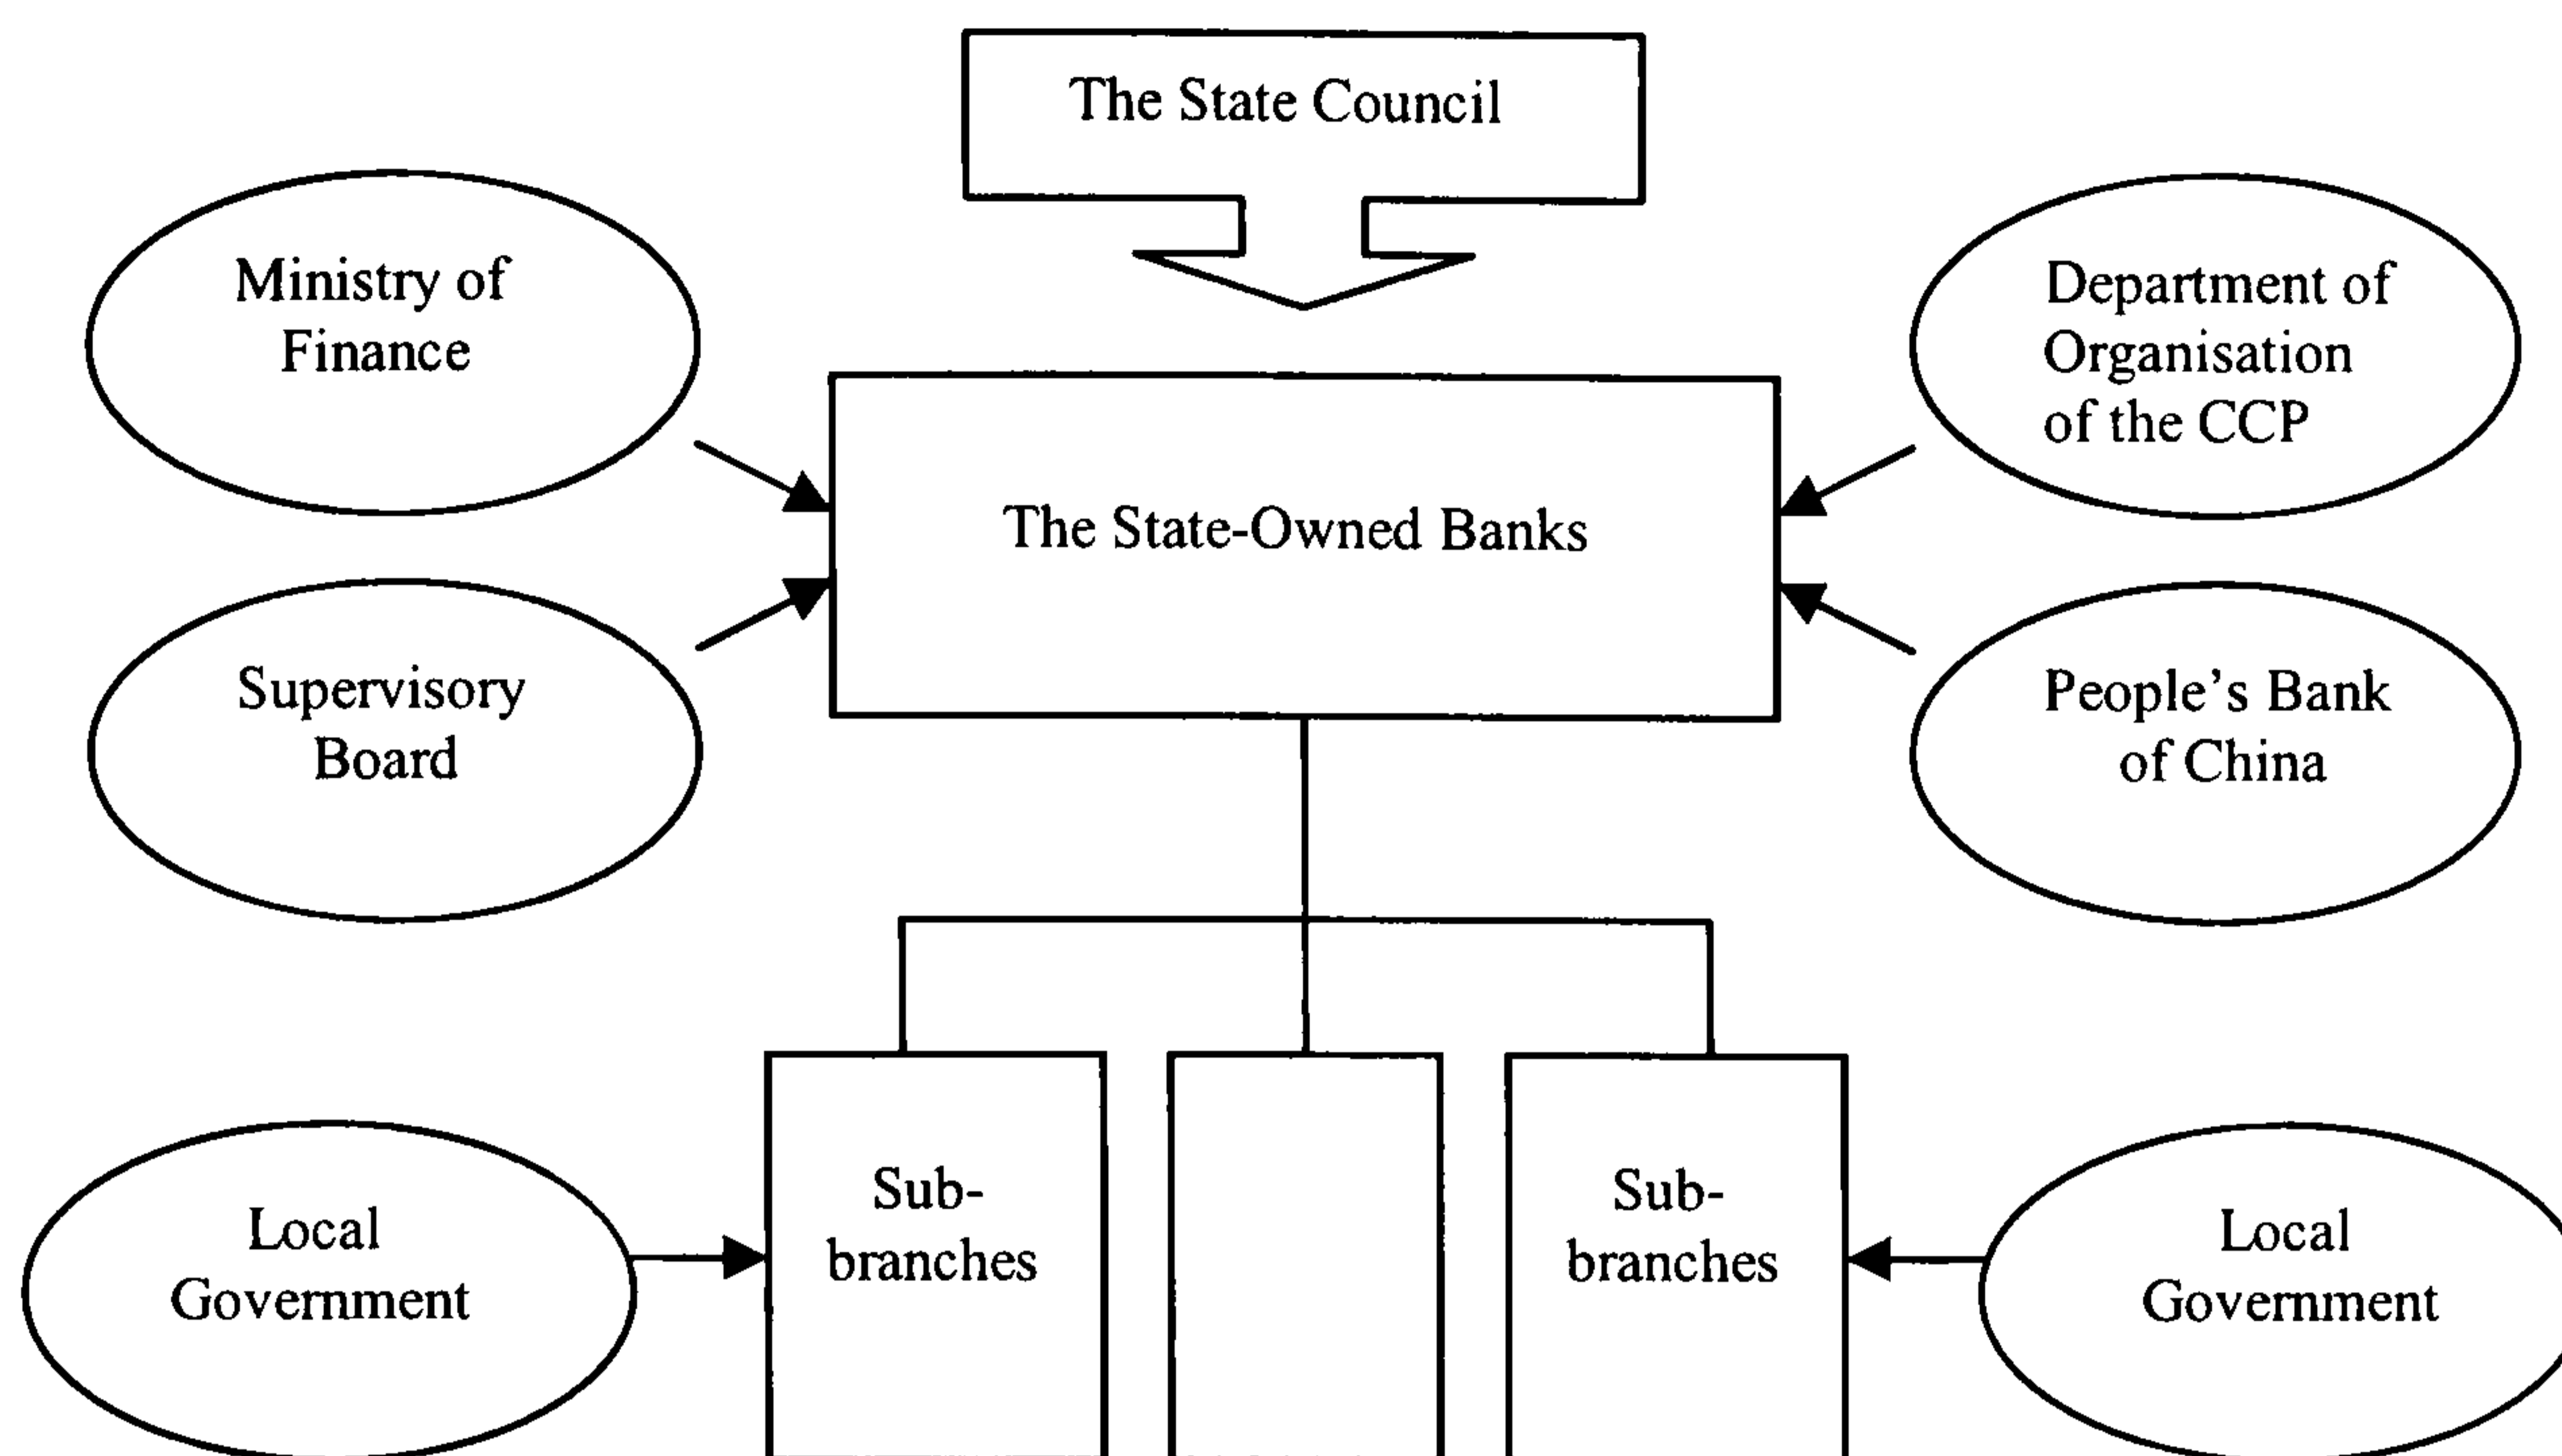 The State Council
Ministry of
Finance
Department of
Organisation
of the CCP
The State-Owned Banks
Supervisory
Board
People's Bank
of China
Local
Government
Sub-
branches
Sub-
branches
Local
Government